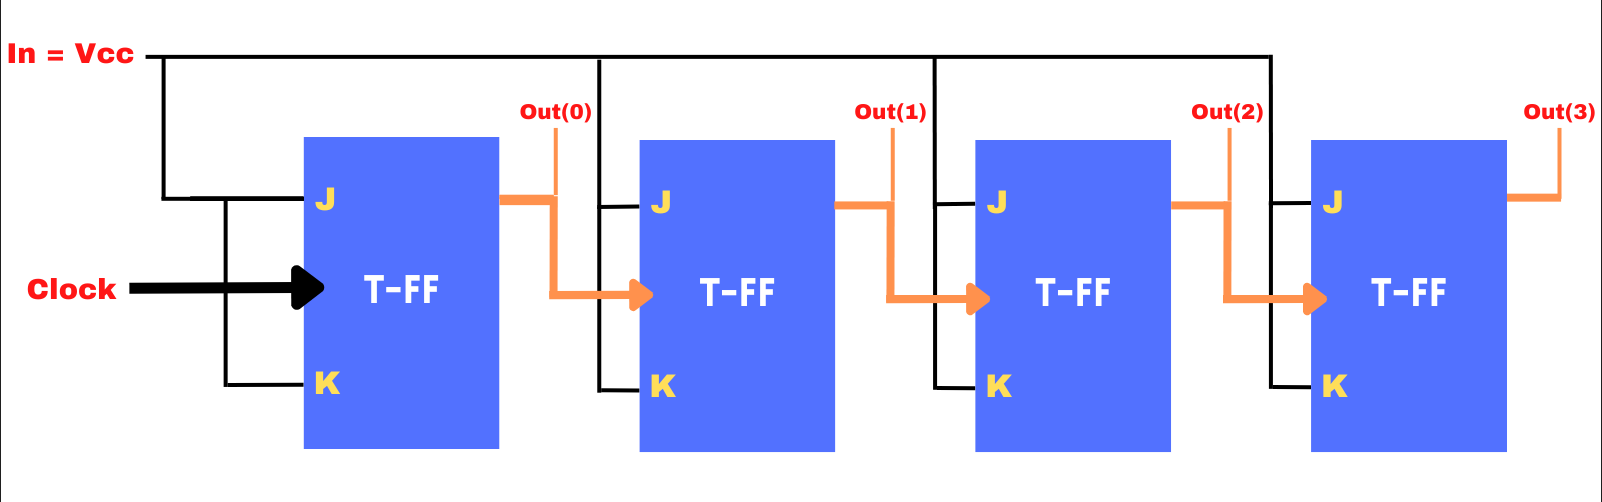 In = Vcc
Out(0)
Out(1)
Out(2)
Out(3)
J
J
J
J
Clock
T-FF
T-FF
T-FF
T-FF
K
K
K
K